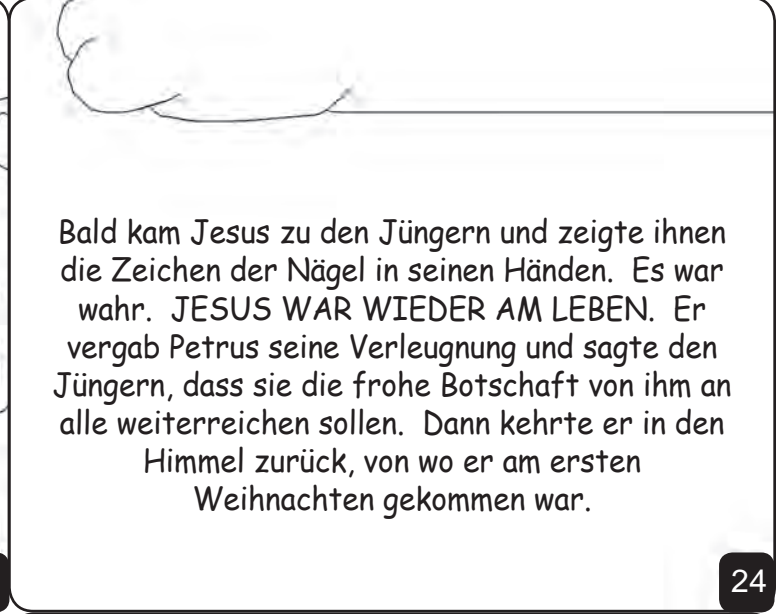 Bald kam Jesus zu den Jüngern und zeigte ihnen
die Zeichen der Nägel in seinen Händen.  Es war
wahr.  JESUS WAR WIEDER AM LEBEN.  Er
vergab Petrus seine Verleugnung und sagte den
Jüngern, dass sie die frohe Botschaft von ihm an
alle weiterreichen sollen.  Dann kehrte er in den
Himmel zurück, von wo er am ersten
Weihnachten gekommen war.
24